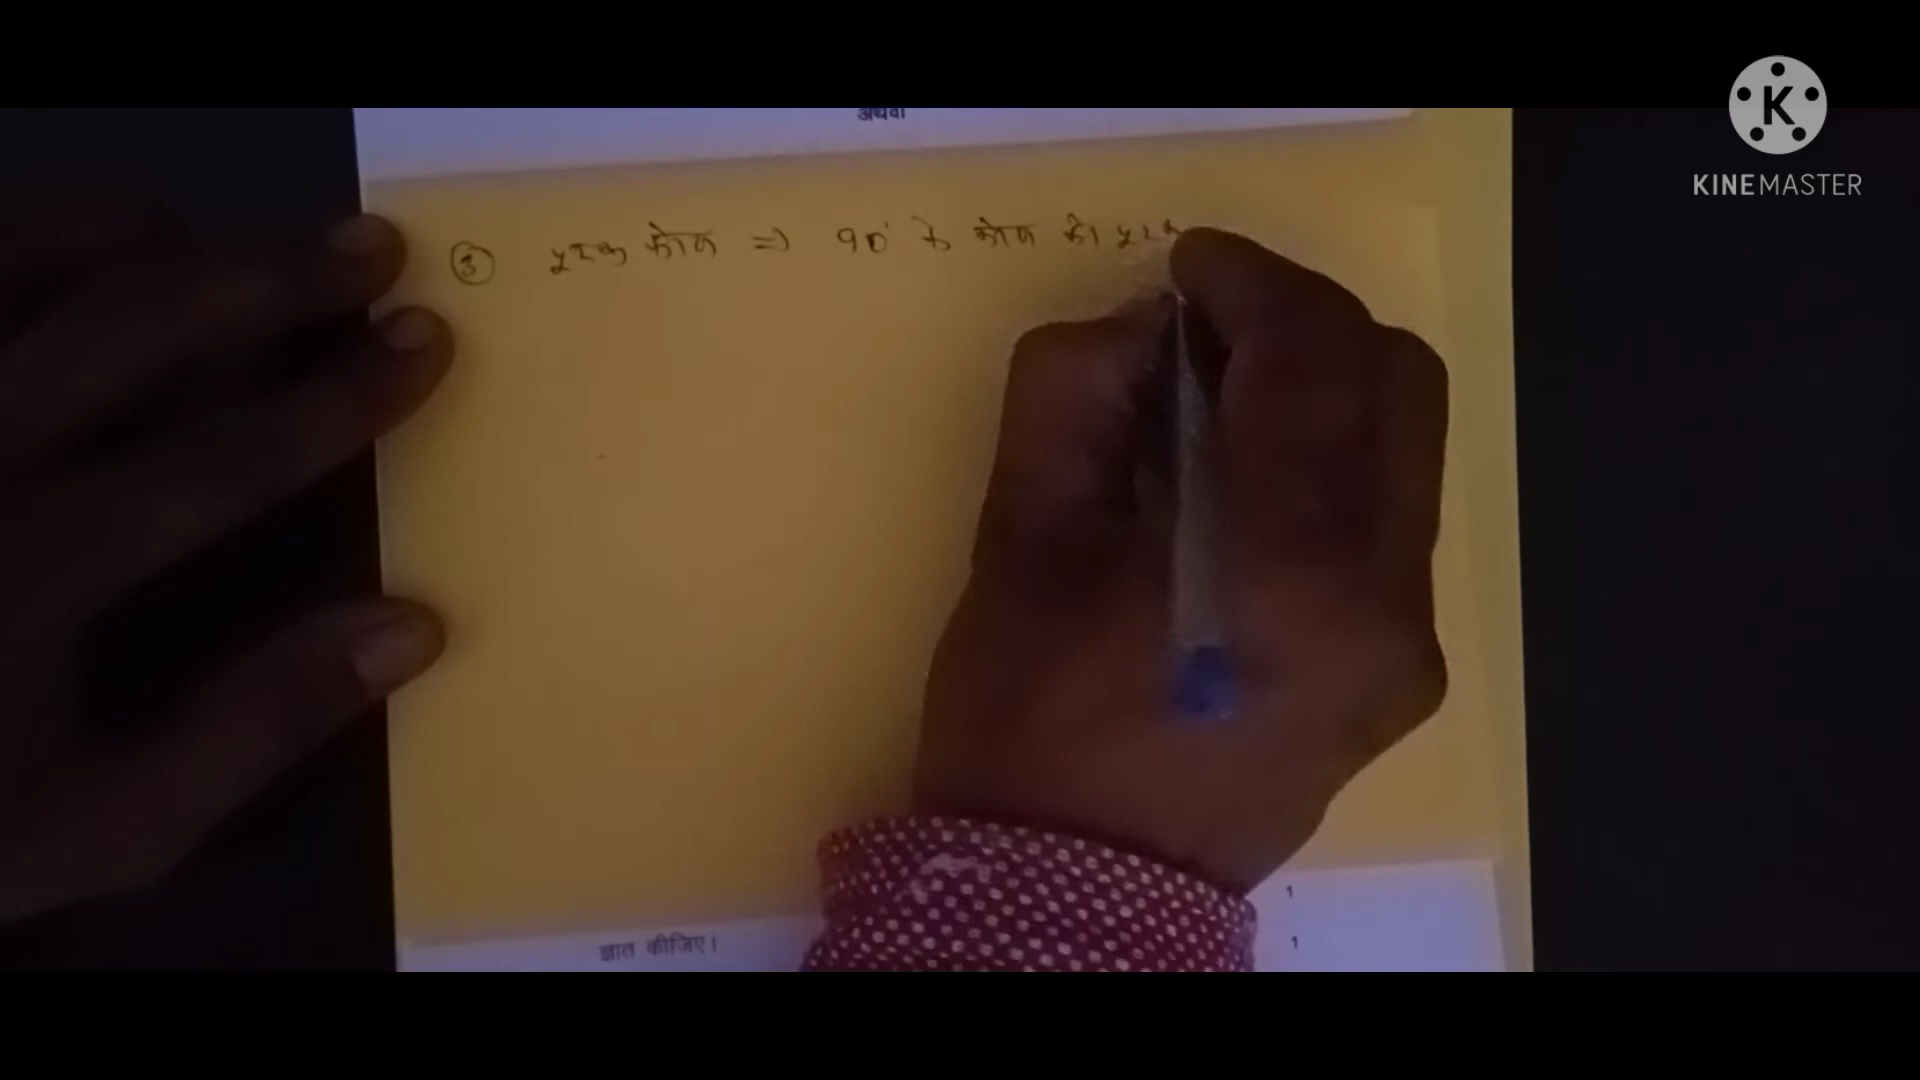 अथवा
③ पूरक कोण ⇒ 90° के कोण को पूरक
1
ज्ञात कीजिए। 1
KINEMASTER